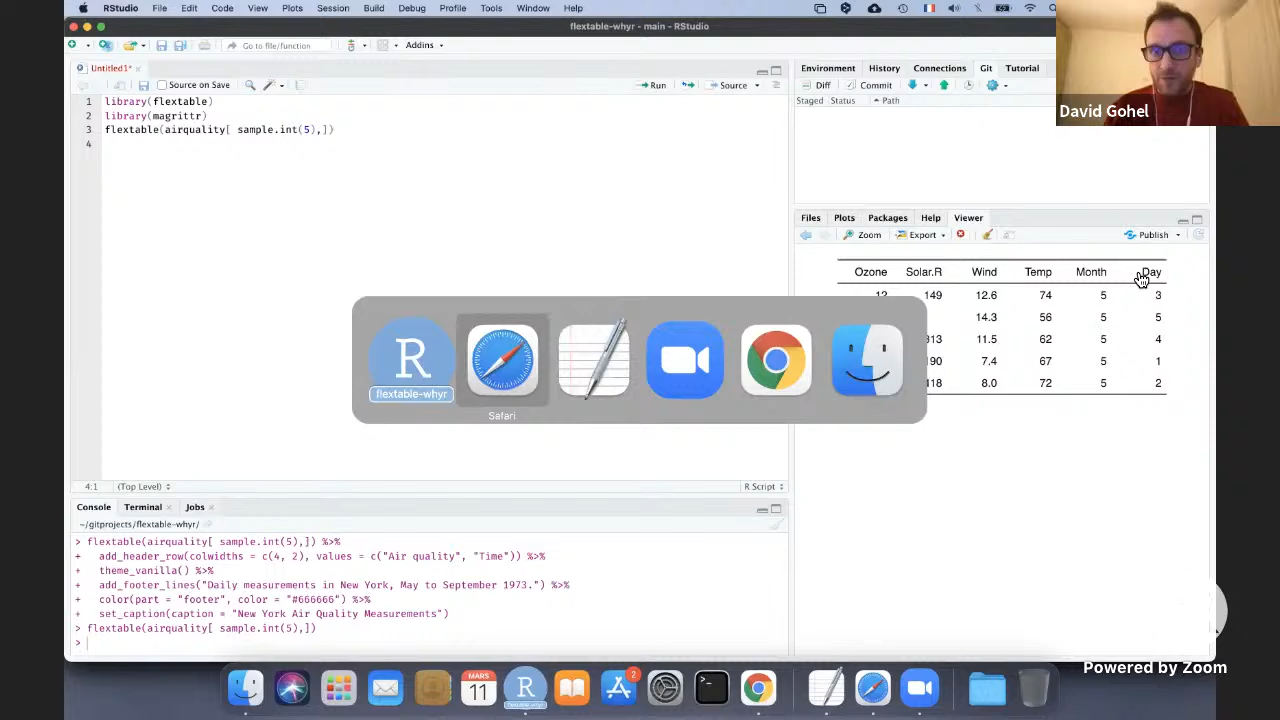 RStudio File Edit Code View Plots Session Build Debug Profile Tools Window Help
flextable-whyr - main - RStudio
Go to file/function Addins
Untitled1*
Source on Save Run Source
1 library(flextable)
2 library(magrittr)
3 flextable(airquality[ sample.int(5),])
4
4:1 (Top Level) R Script
Console Terminal Jobs
~/gitprojects/flextable-whyr/
> flextable(airquality[ sample.int(5),]) %>%
+ add_header_row(colwidths = c(4, 2), values = c("Air quality", "Time")) %>%
+ theme_vanilla() %>%
+ add_footer_lines("Daily measurements in New York, May to September 1973.") %>%
+ color(part = "footer", color = "#666666") %>%
+ set_caption(caption = "New York Air Quality Measurements")
> flextable(airquality[ sample.int(5),])
>
Environment History Connections Git Tutorial
Diff Commit
Staged Status Path
David Gohel
Files Plots Packages Help Viewer
Zoom Export Publish
Ozone Solar.R Wind Temp Month Day
12 149 12.6 74 5 3
14.3 56 5 5
313 11.5 62 5 4
190 7.4 67 5 1
118 8.0 72 5 2
R
flextable-whyr
Safari
MARS
11
R
2
Powered by Zoom